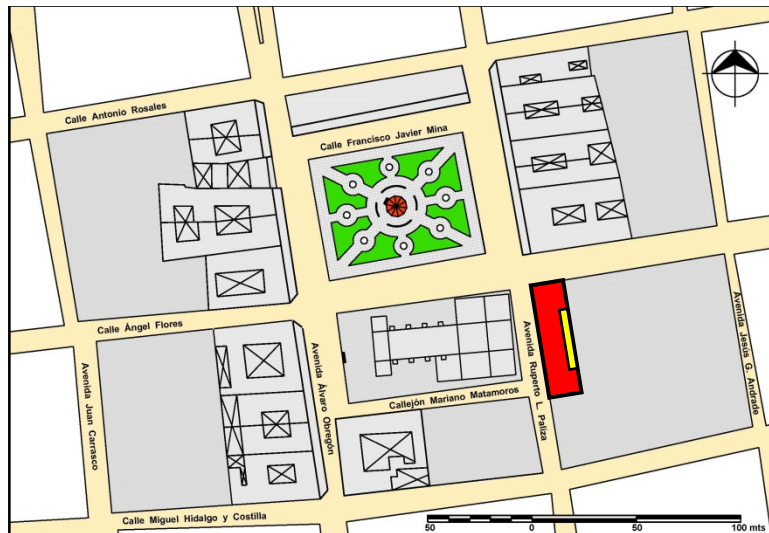 Calle Antonio Rosales
Calle Francisco Javier Mina
Calle Ángel Flores
Avenida Juan Carrasco
Avenida Álvaro Obregón
Callejón Mariano Matamoros
Avenida Ruperto L. Paliza
Avenida Jesús G. Andrade
Calle Miguel Hidalgo y Costilla
50 0 50 100 mts